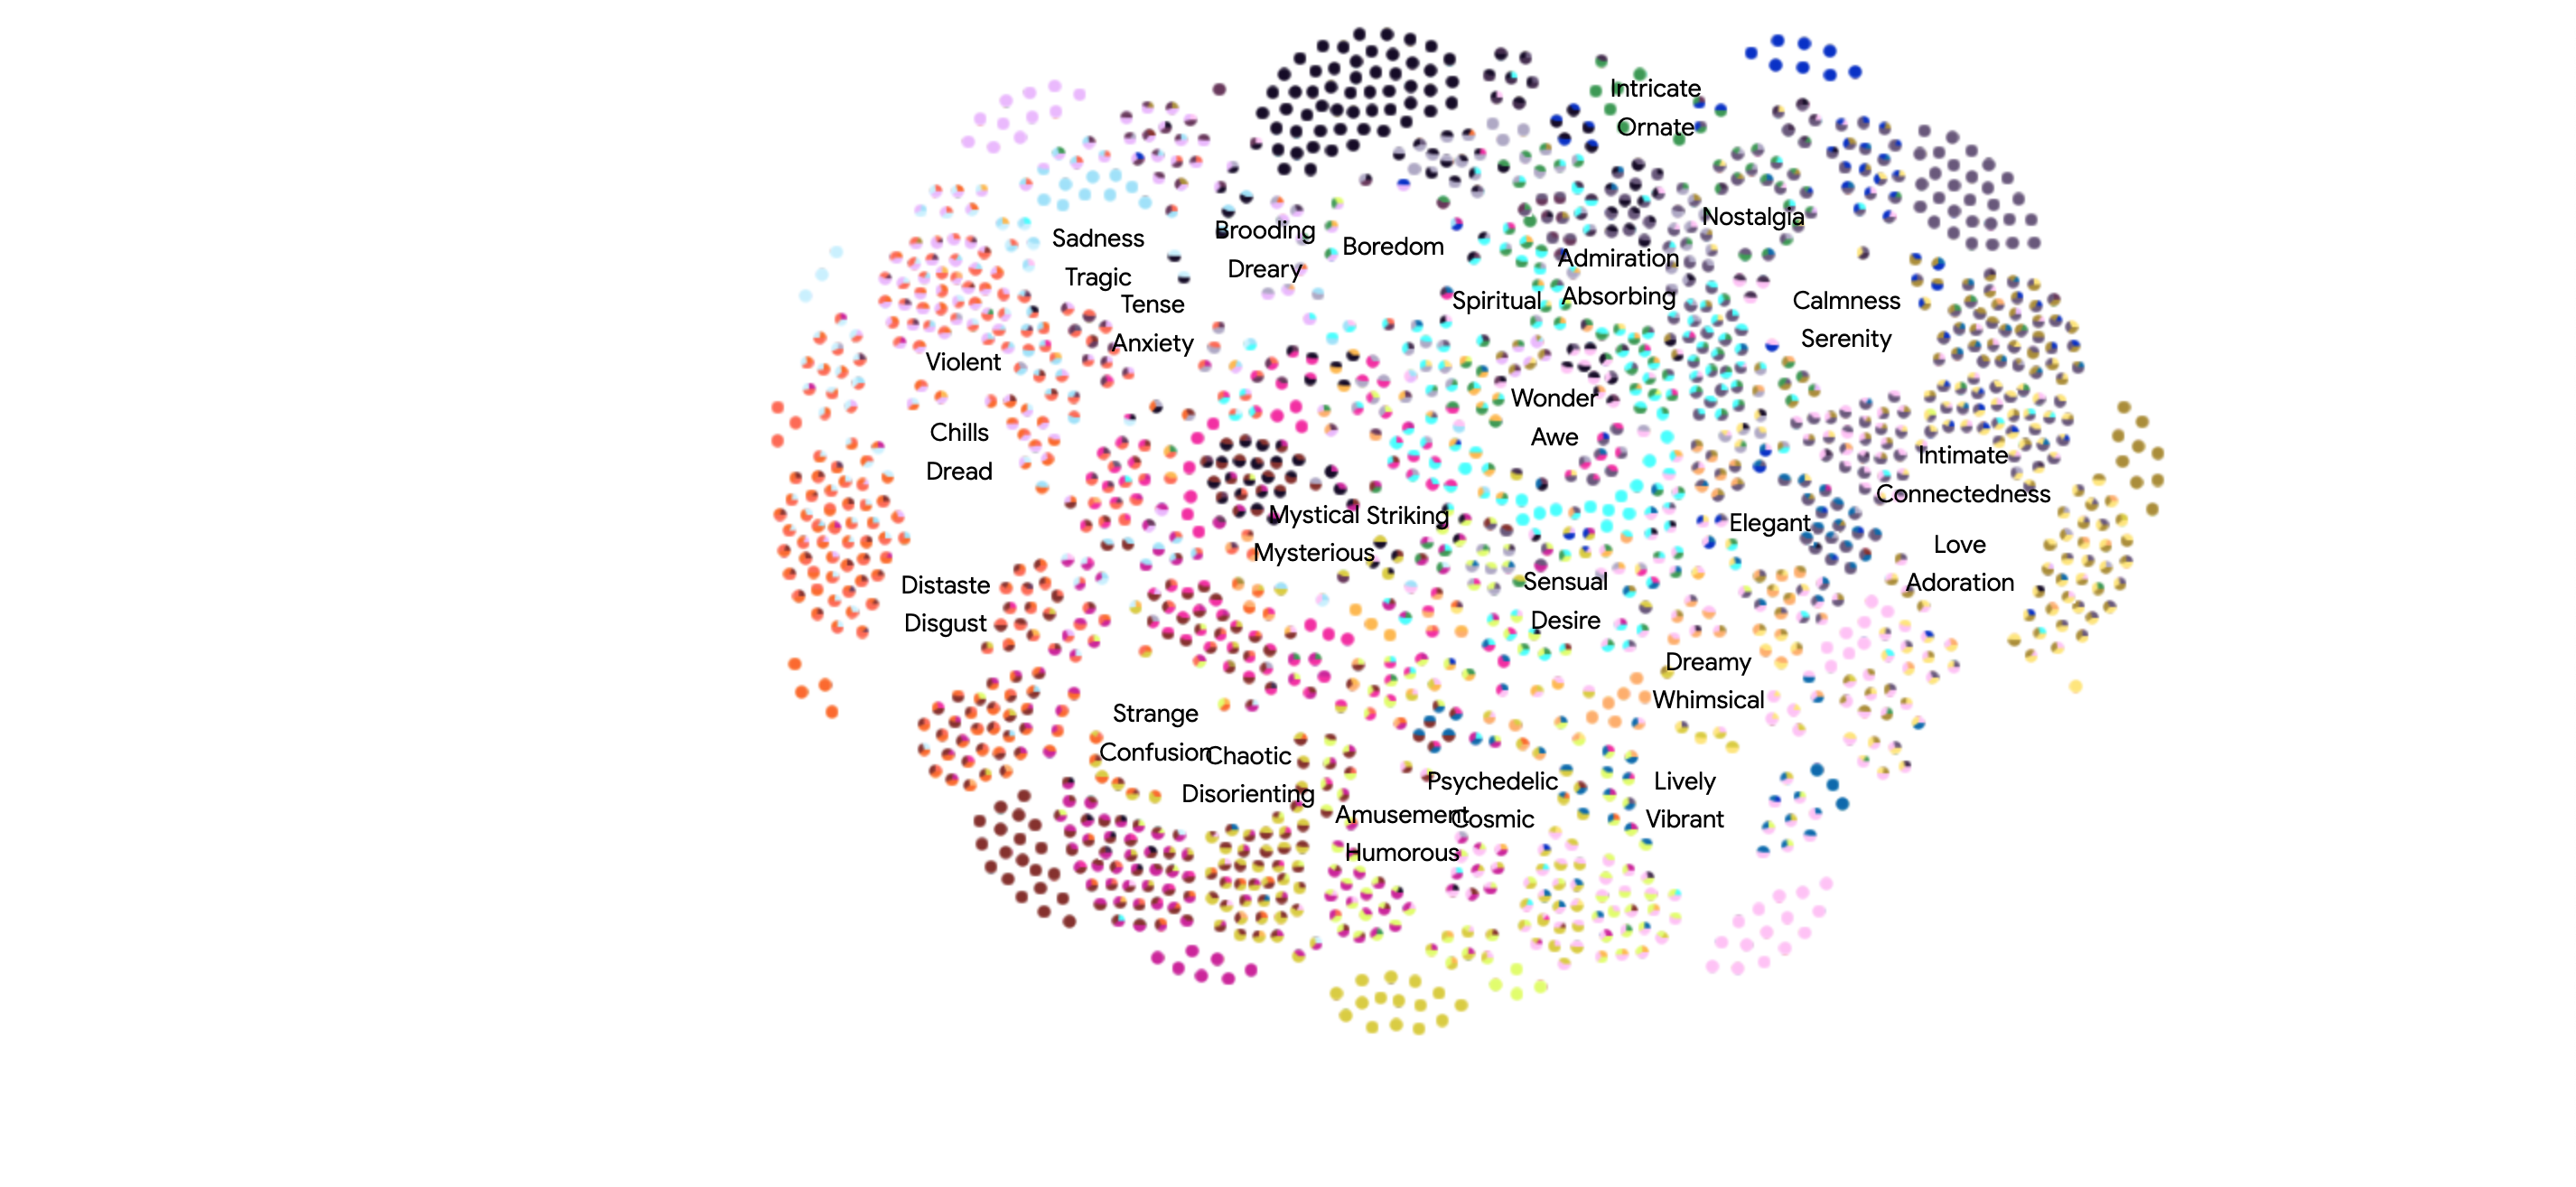 Intricate
Ornate
Nostalgia
Brooding
Dreary
Boredom
Sadness
Tragic
Admiration
Absorbing
Spiritual
Tense
Anxiety
Calmness
Serenity
Violent
Wonder
Awe
Chills
Dread
Intimate
Connectedness
Mystical
Mysterious
Striking
Elegant
Love
Adoration
Distaste
Disgust
Sensual
Desire
Dreamy
Whimsical
Strange
Confusion
Chaotic
Disorienting
Psychedelic
Cosmic
Lively
Vibrant
Amusement
Humorous